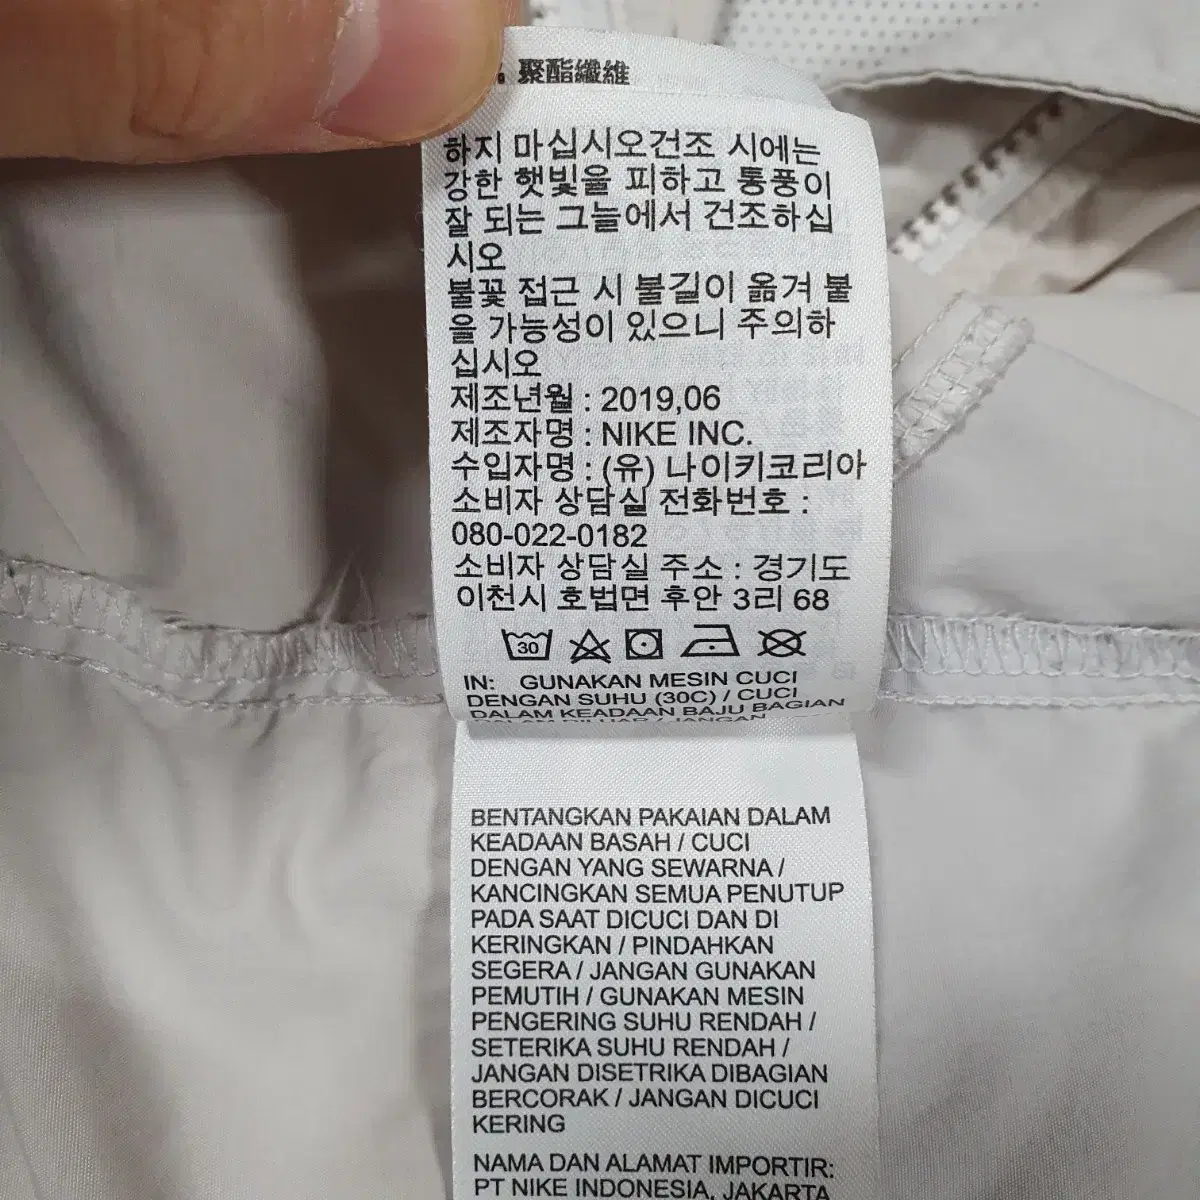 聚酯纖維
하지 마십시오건조 시에는
강한 햇빛을 피하고 통풍이
잘 되는 그늘에서 건조하십
시오
불꽃 접근 시 불길이 옮겨 붙
을 가능성이 있으니 주의하
십시오
제조년월 : 2019,06
제조자명 : NIKE INC.
수입자명 : (유) 나이키코리아
소비자 상담실 전화번호 :
080-022-0182
소비자 상담실 주소 : 경기도
이천시 호법면 후안 3리 68
30
IN: GUNAKAN MESIN CUCI
DENGAN SUHU (30C) / CUCI
DALAM KEADAAN BAJU BAGIAN
BENTANGKAN PAKAIAN DALAM
KEADAAN BASAH / CUCI
DENGAN YANG SEWARNA /
KANCINGKAN SEMUA PENUTUP
PADA SAAT DICUCI DAN DI
KERINGKAN / PINDAHKAN
SEGERA / JANGAN GUNAKAN
PEMUTIH / GUNAKAN MESIN
PENGERING SUHU RENDAH /
SETERIKA SUHU RENDAH /
JANGAN DISETRIKA DIBAGIAN
BERCORAK / JANGAN DICUCI
KERING
NAMA DAN ALAMAT IMPORTIR:
PT NIKE INDONESIA, JAKARTA